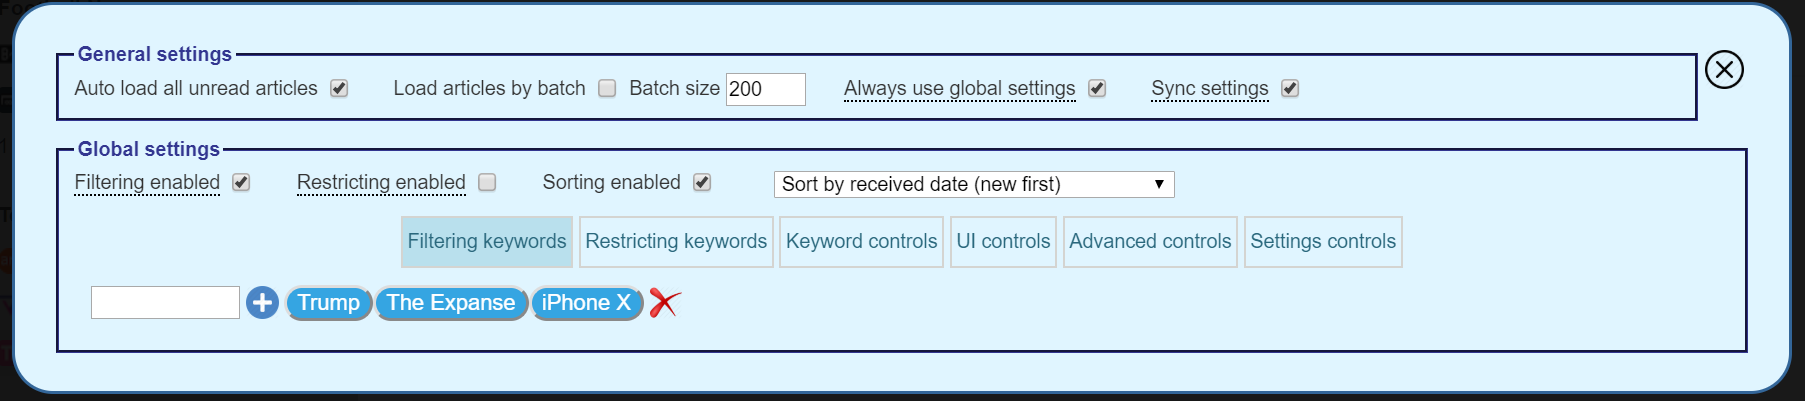 General settings
Auto load all unread articles Load articles by batch Batch size 200 Always use global settings Sync settings
Global settings
Filtering enabled Restricting enabled Sorting enabled Sort by received date (new first)
Filtering keywords Restricting keywords Keyword controls UI controls Advanced controls Settings controls
Trump The Expanse iPhone X